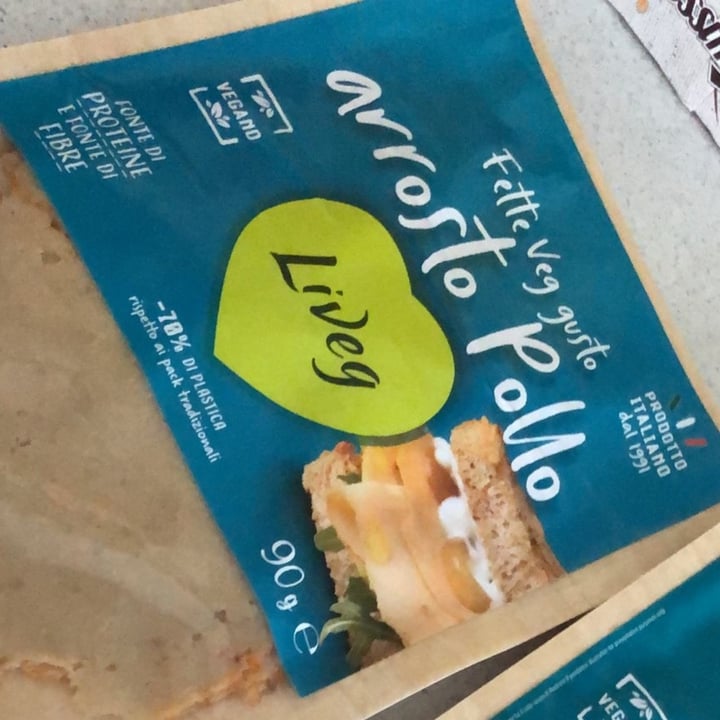 Fette veg gusto
arrosto pollo
VEGANO
FONTE DI
PROTEINE
E FONTE DI
FIBRE
Liveg
PRODOTTO
ITALIANO
dal 1991
-70% DI PLASTICA
rispetto ai pack tradizionali
90g e